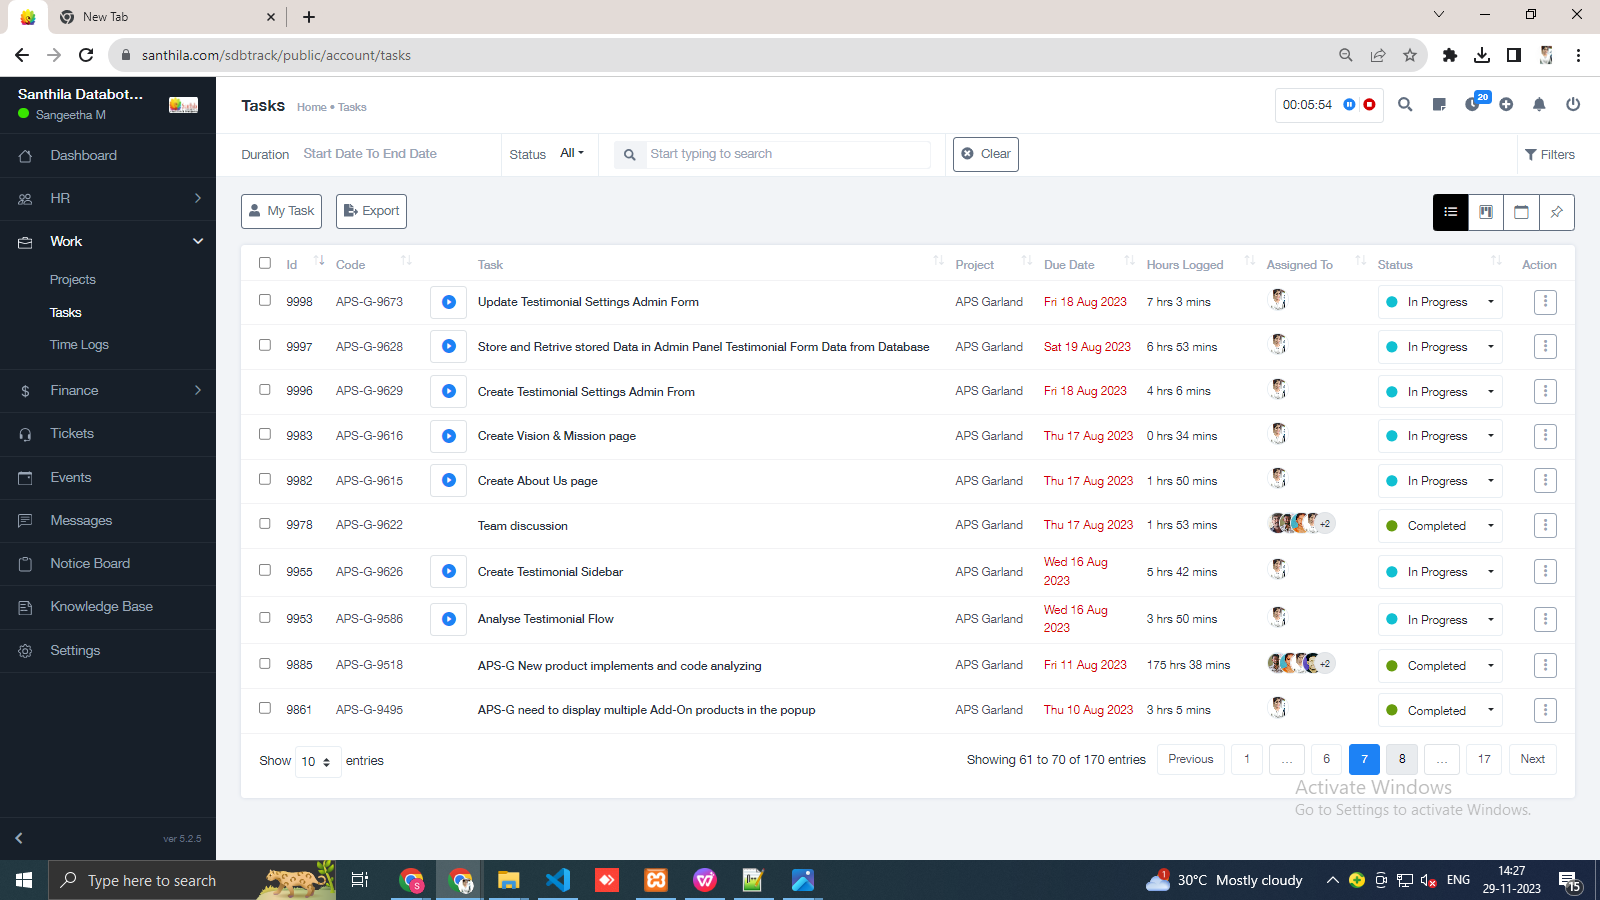 New Tab
santhila.com/sdbtrack/public/account/tasks
Santhila Databot...
Sangeetha M
Tasks Home • Tasks
00:05:54
20
Dashboard
Duration Start Date To End Date Status All Start typing to search Clear Filters
HR
My Task Export
Work
Projects
Tasks
Time Logs
Finance
Tickets
Events
Messages
Notice Board
Knowledge Base
Settings
Id Code Task Project Due Date Hours Logged Assigned To Status Action
9998 APS-G-9673 Update Testimonial Settings Admin Form APS Garland Fri 18 Aug 2023 7 hrs 3 mins In Progress
9997 APS-G-9628 Store and Retrive stored Data in Admin Panel Testimonial Form Data from Database APS Garland Sat 19 Aug 2023 6 hrs 53 mins In Progress
9996 APS-G-9629 Create Testimonial Settings Admin From APS Garland Fri 18 Aug 2023 4 hrs 6 mins In Progress
9983 APS-G-9616 Create Vision & Mission page APS Garland Thu 17 Aug 2023 0 hrs 34 mins In Progress
9982 APS-G-9615 Create About Us page APS Garland Thu 17 Aug 2023 1 hrs 50 mins In Progress
9978 APS-G-9622 Team discussion APS Garland Thu 17 Aug 2023 1 hrs 53 mins +2 Completed
9955 APS-G-9626 Create Testimonial Sidebar APS Garland Wed 16 Aug 2023 5 hrs 42 mins In Progress
9953 APS-G-9586 Analyse Testimonial Flow APS Garland Wed 16 Aug 2023 3 hrs 50 mins In Progress
9885 APS-G-9518 APS-G New product implements and code analyzing APS Garland Fri 11 Aug 2023 175 hrs 38 mins +2 Completed
9861 APS-G-9495 APS-G need to display multiple Add-On products in the popup APS Garland Thu 10 Aug 2023 3 hrs 5 mins Completed
Show 10 entries Showing 61 to 70 of 170 entries Previous 1 ... 6 7 8 ... 17 Next
Activate Windows
Go to Settings to activate Windows.
ver 5.2.5
Type here to search
1
30°C Mostly cloudy
ENG
14:27
29-11-2023
15